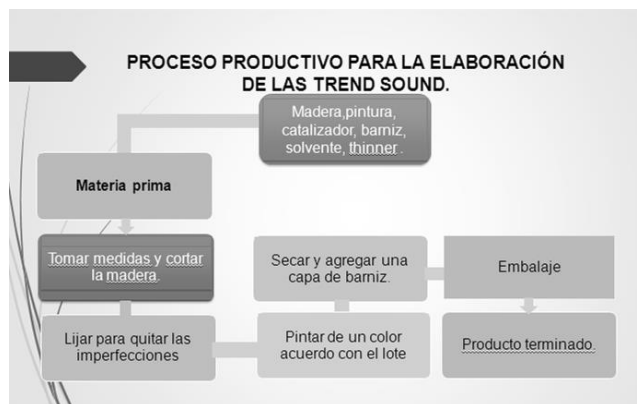 PROCESO PRODUCTIVO PARA LA ELABORACIÓN
DE LAS TREND SOUND.
Madera,pintura,
catalizador, barniz,
solvente, thinner .
Materia prima
Tomar medidas y cortar
la madera.
Lijar para quitar las
imperfecciones
Pintar de un color
acuerdo con el lote
Secar y agregar una
capa de barniz.
Embalaje
Producto terminado.